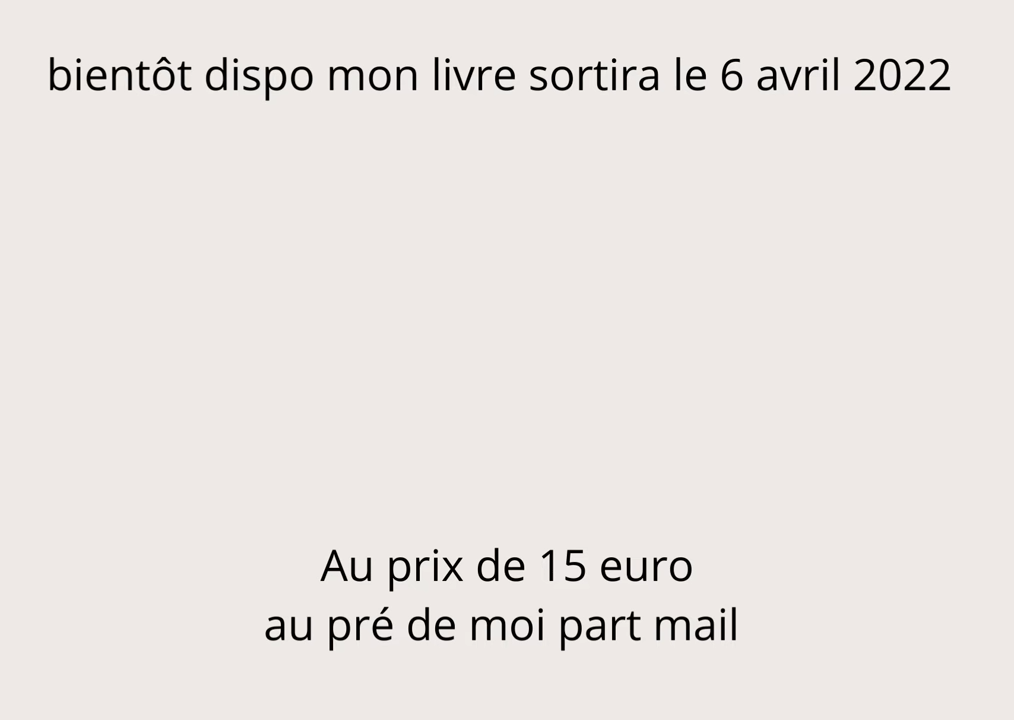 bientôt dispo mon livre sortira le 6 avril 2022
Au prix de 15 euro
au pré de moi part mail